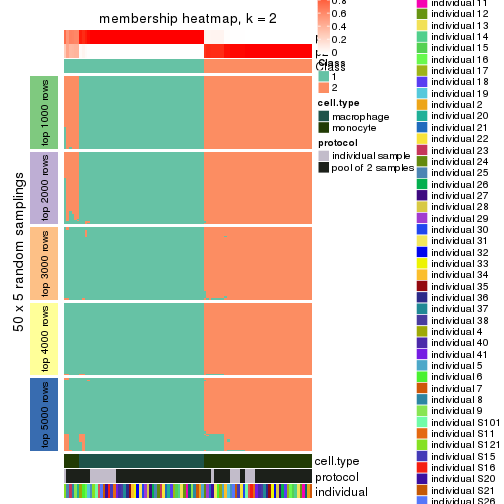 membership heatmap, k = 2
50 x 5 random samplings
top 1000 rows
top 2000 rows
top 3000 rows
top 4000 rows
top 5000 rows
0.8
0.6
0.4
0.2
0
Class
Class
1
2
cell.type
macrophage
monocyte
protocol
individual sample
pool of 2 samples
cell.type
protocol
individual
individual 11
individual 12
individual 13
individual 14
individual 15
individual 16
individual 17
individual 18
individual 19
individual 2
individual 20
individual 21
individual 22
individual 23
individual 24
individual 25
individual 26
individual 27
individual 28
individual 29
individual 30
individual 31
individual 32
individual 33
individual 34
individual 35
individual 36
individual 37
individual 38
individual 4
individual 40
individual 41
individual 5
individual 6
individual 7
individual 8
individual 9
individual S101
individual S11
individual S121
individual S15
individual S16
individual S20
individual S21
individual S26